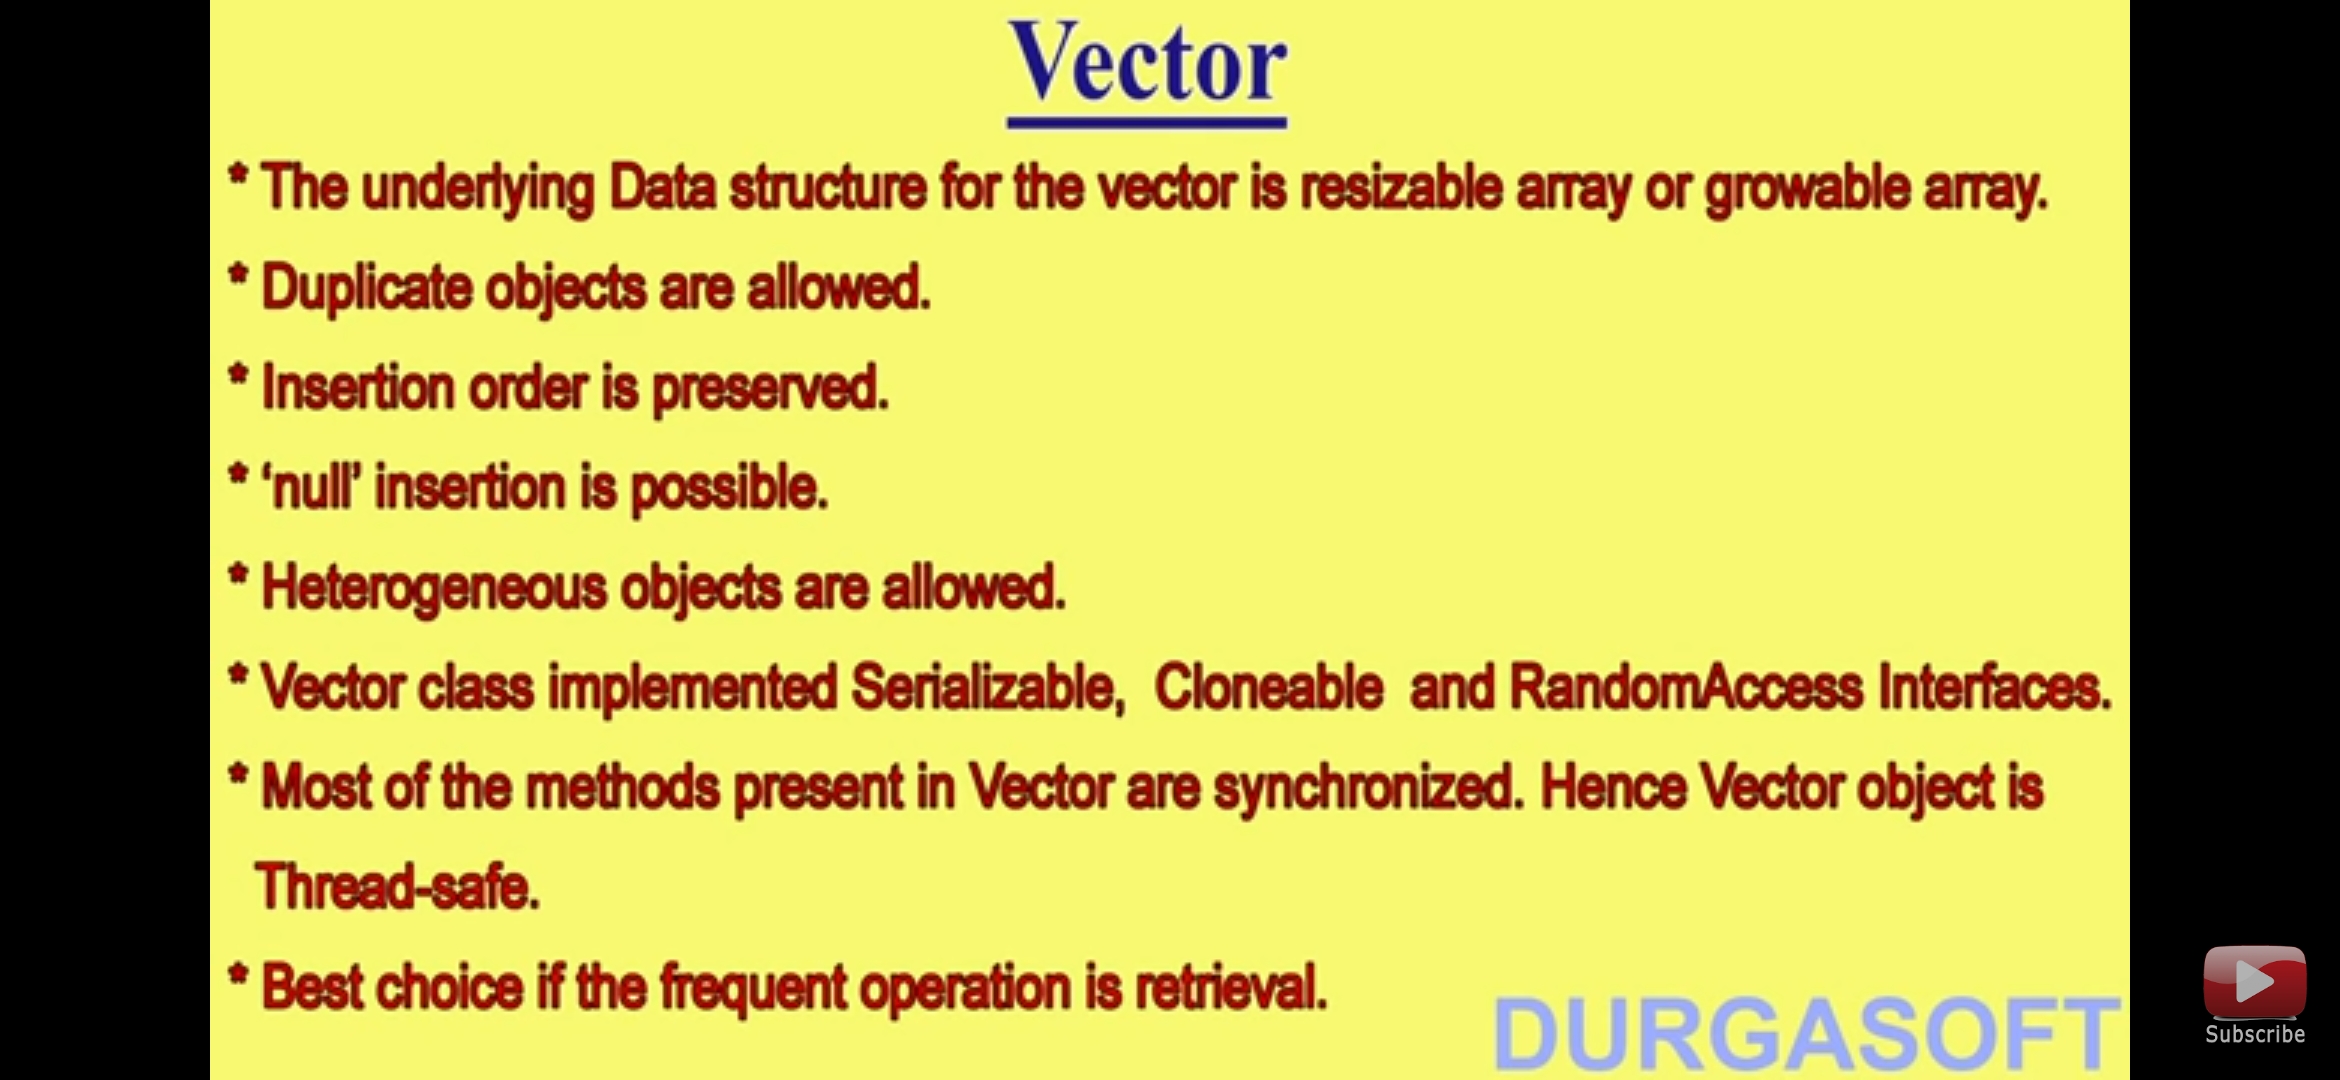 Vector
* The underlying Data structure for the vector is resizable array or growable array.
* Duplicate objects are allowed.
* Insertion order is preserved.
* ‘null’ insertion is possible.
* Heterogeneous objects are allowed.
* Vector class implemented Serializable, Cloneable and RandomAccess Interfaces.
* Most of the methods present in Vector are synchronized. Hence Vector object is
Thread-safe.
* Best choice if the frequent operation is retrieval.
DURGASOFT
Subscribe